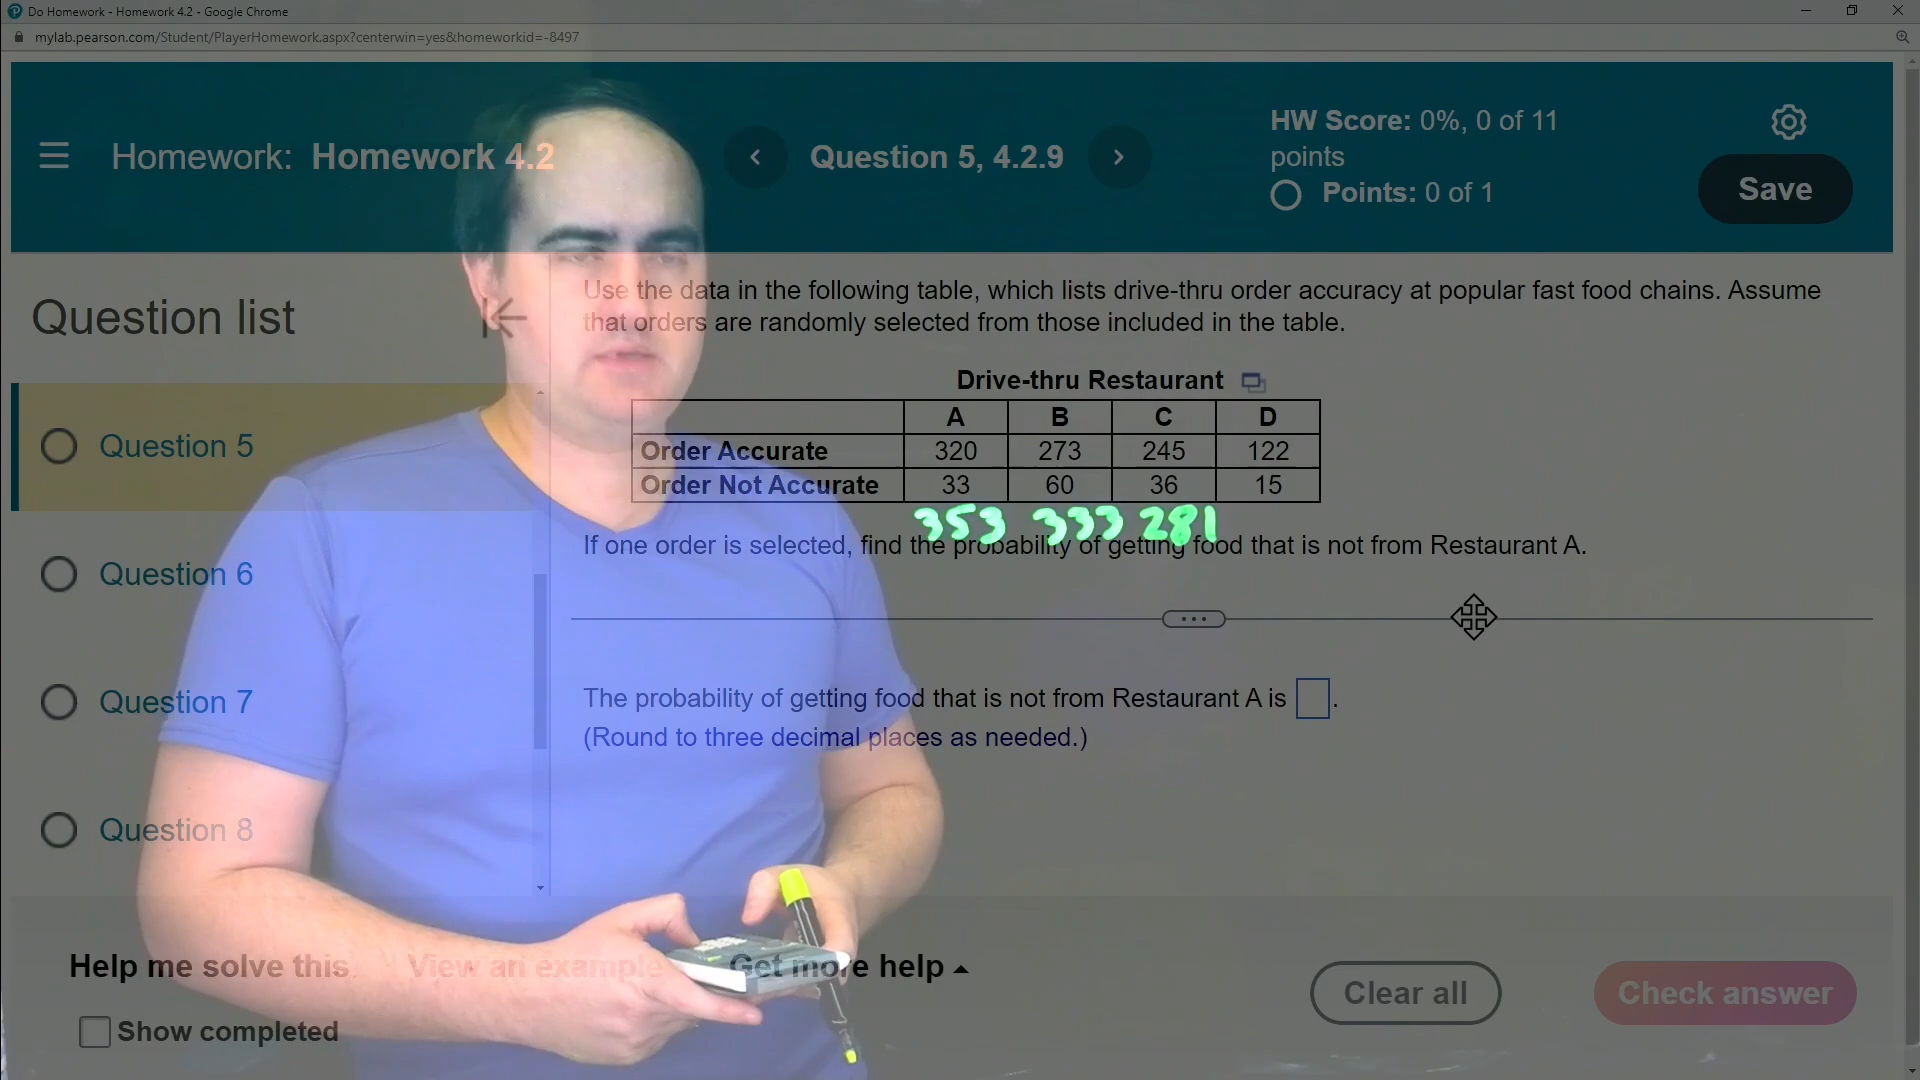 Do Homework - Homework 4.2 - Google Chrome
mylab.pearson.com/Student/PlayerHomework.aspx?centerwin=yes&homeworkid=-8497
Homework: Homework 4.2
Question 5, 4.2.9
HW Score: 0%, 0 of 11
points
Points: 0 of 1
Save
Question list
Question 5
Question 6
Question 7
Question 8
Use the data in the following table, which lists drive-thru order accuracy at popular fast food chains. Assume
that orders are randomly selected from those included in the table.
Drive-thru Restaurant
A B C D
Order Accurate 320 273 245 122
Order Not Accurate 33 60 36 15
353 333 281
If one order is selected, find the probability of getting food that is not from Restaurant A.
The probability of getting food that is not from Restaurant A is .
(Round to three decimal places as needed.)
Help me solve this View an example Get more help
Clear all
Check answer
Show completed